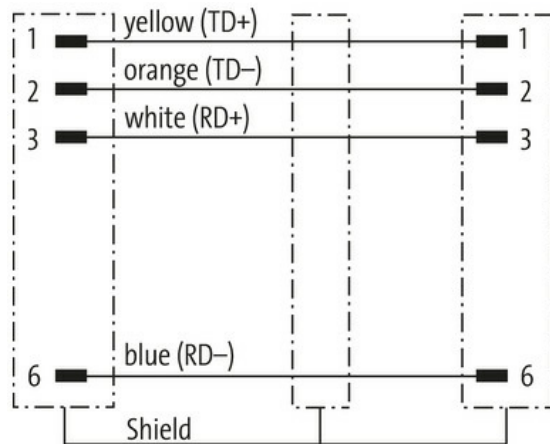 1 yellow (TD+) 1
2 orange (TD–) 2
3 white (RD+) 3
6 blue (RD–) 6
Shield